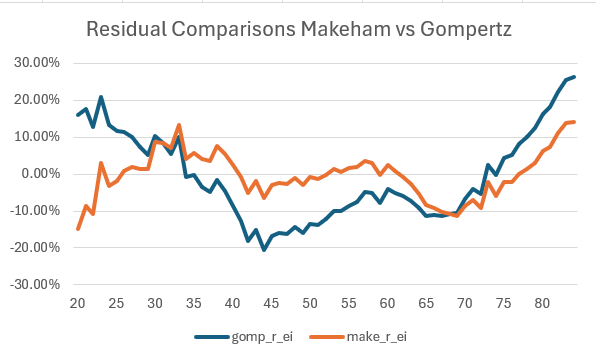 Residual Comparisons Makeham vs Gompertz
30.00%
20.00%
10.00%
0.00%
-10.00%
-20.00%
-30.00%
20 25 30 35 40 45 50 55 60 65 70 75 80
gomp_r_ei make_r_ei